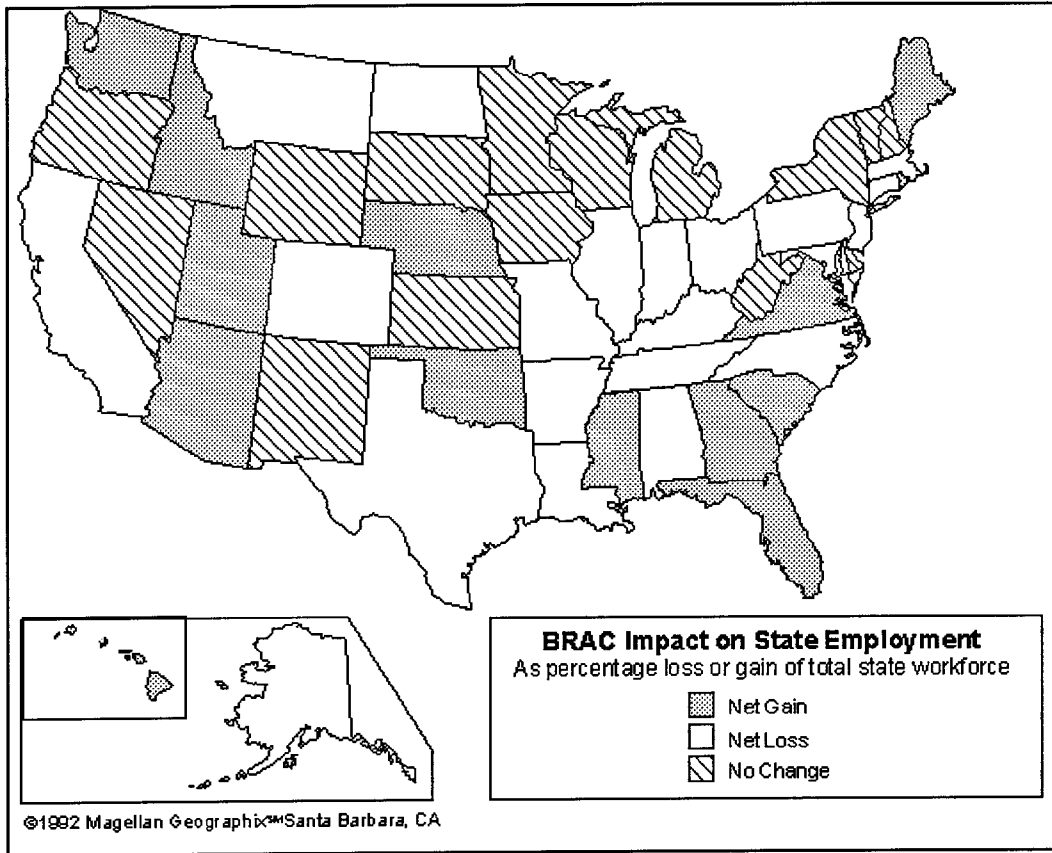 BRAC Impact on State Employment
As percentage loss or gain of total state workforce
Net Gain
Net Loss
No Change
©1992 Magellan Geographix℠Santa Barbara, CA